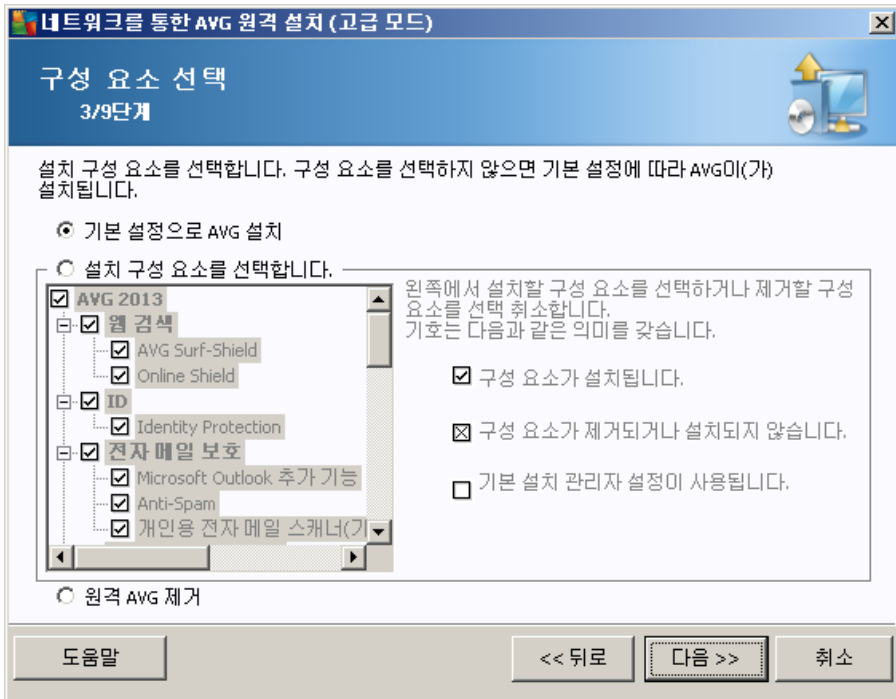 네트워크를 통한 AVG 원격 설치 (고급 모드)
구성 요소 선택
3/9단계
설치 구성 요소를 선택합니다. 구성 요소를 선택하지 않으면 기본 설정에 따라 AVG이(가)
설치됩니다.
기본 설정으로 AVG 설치
설치 구성 요소를 선택합니다.
AVG 2013
웹 검색
AVG Surf-Shield
Online Shield
ID
Identity Protection
전자 메일 보호
Microsoft Outlook 추가 기능
Anti-Spam
개인용 전자 메일 스캐너(기
왼쪽에서 설치할 구성 요소를 선택하거나 제거할 구성
요소를 선택 취소합니다.
기호는 다음과 같은 의미를 갖습니다.
구성 요소가 설치됩니다.
구성 요소가 제거되거나 설치되지 않습니다.
기본 설치 관리자 설정이 사용됩니다.
원격 AVG 제거
도움말
<< 뒤로
다음 >>
취소